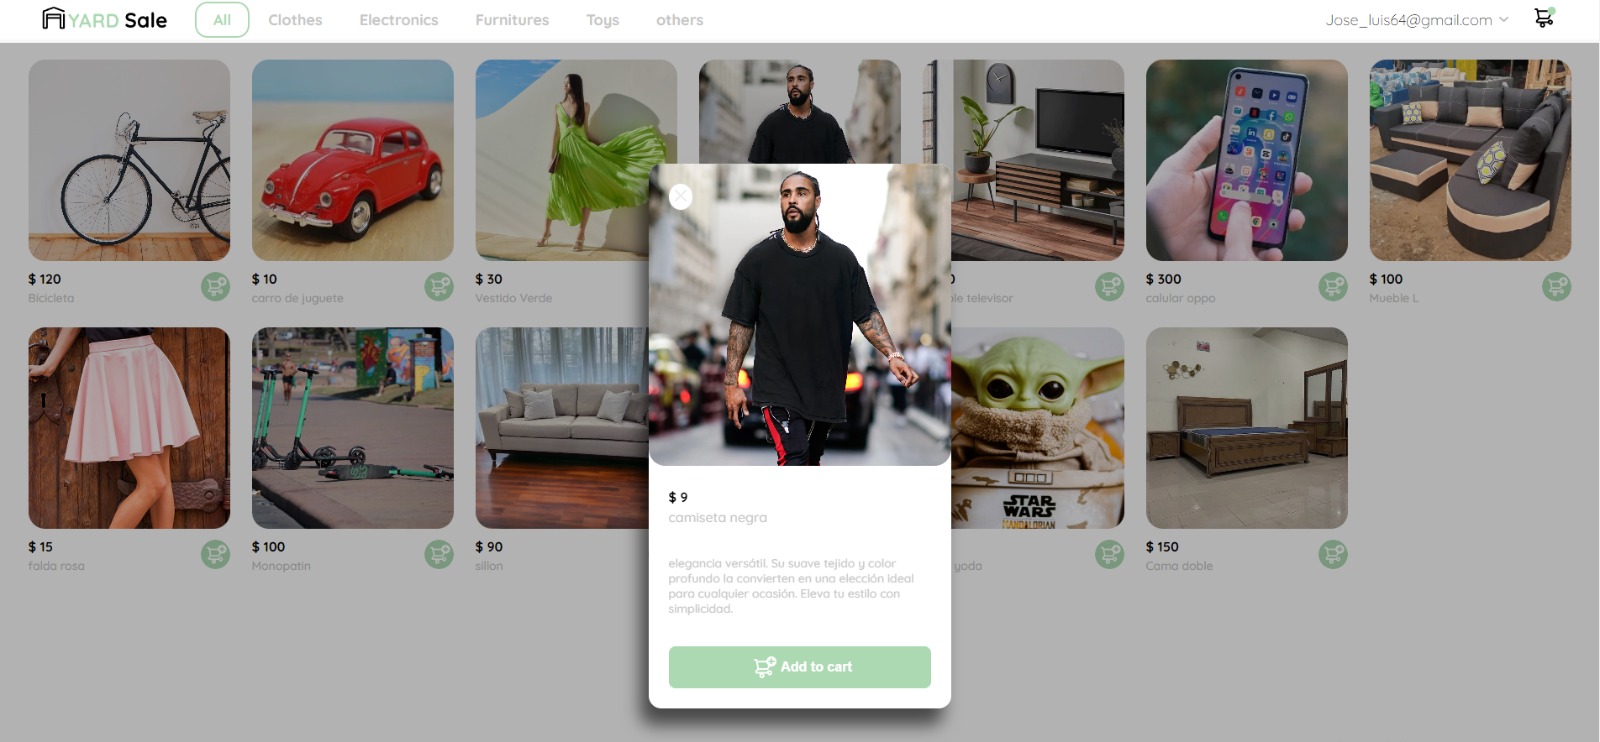 YARD Sale
All
Clothes
Electronics
Furnitures
Toys
others
Jose_luis64@gmail.com
$ 120
Bicicleta
$ 10
carro de juguete
$ 30
Vestido Verde
televisor
$ 300
calular oppo
$ 100
Mueble L
$ 9
camiseta negra
elegancia versátil. Su suave tejido y color
profundo la convierten en una elección ideal
para cualquier ocasión. Eleva tu estilo con
simplicidad.
Add to cart
STAR
WARS
MANDALORIAN
$ 15
falda rosa
$ 100
Monopatin
$ 90
sillon
yoda
$ 150
Cama doble